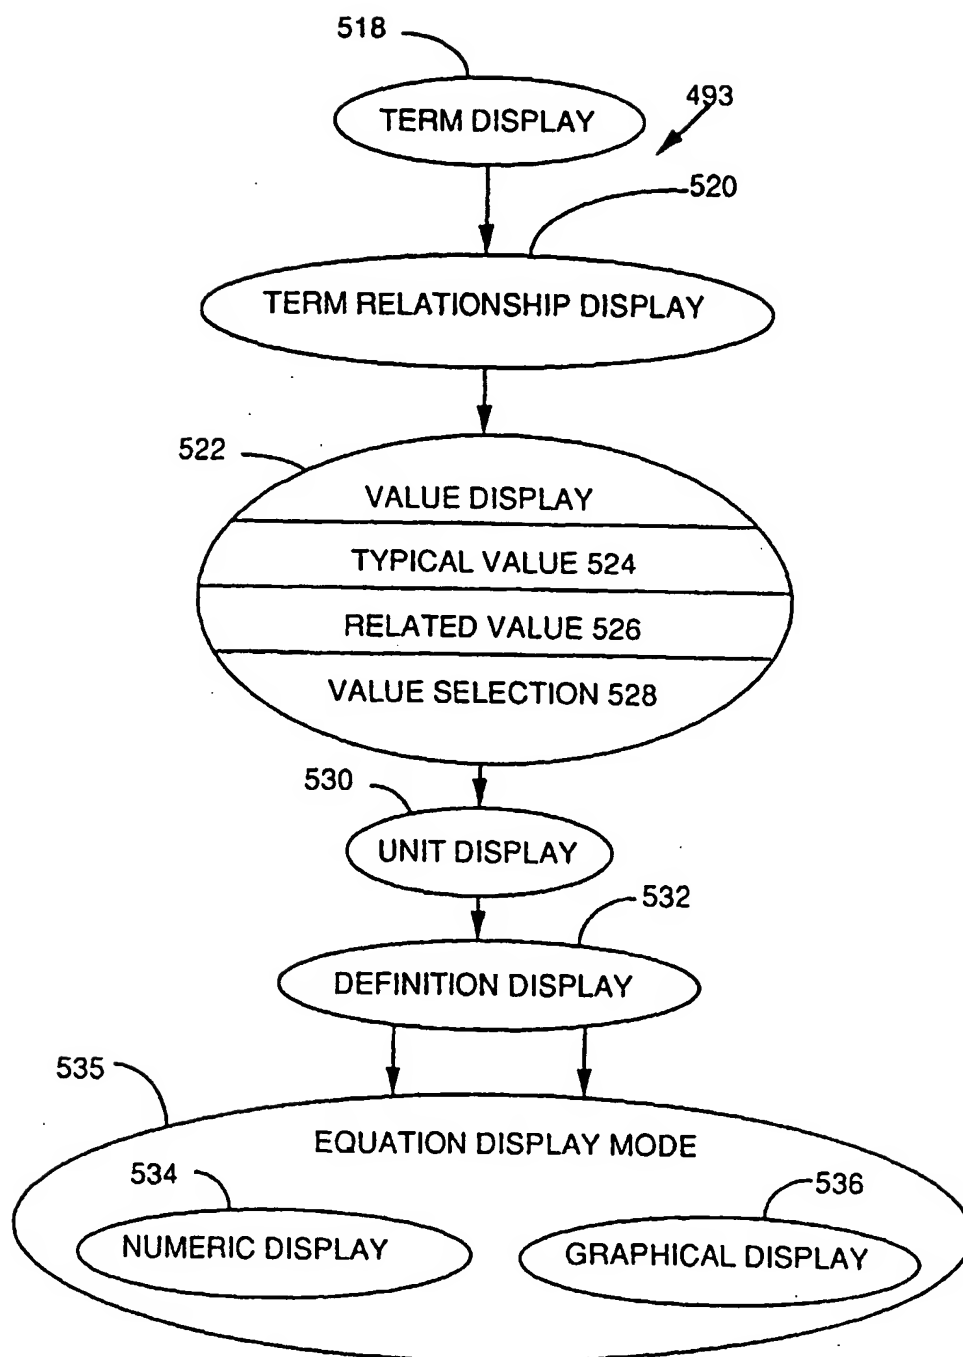 518
TERM DISPLAY
493
520
TERM RELATIONSHIP DISPLAY
522
VALUE DISPLAY
TYPICAL VALUE 524
RELATED VALUE 526
VALUE SELECTION 528
530
UNIT DISPLAY
532
DEFINITION DISPLAY
535
EQUATION DISPLAY MODE
534
536
NUMERIC DISPLAY
GRAPHICAL DISPLAY